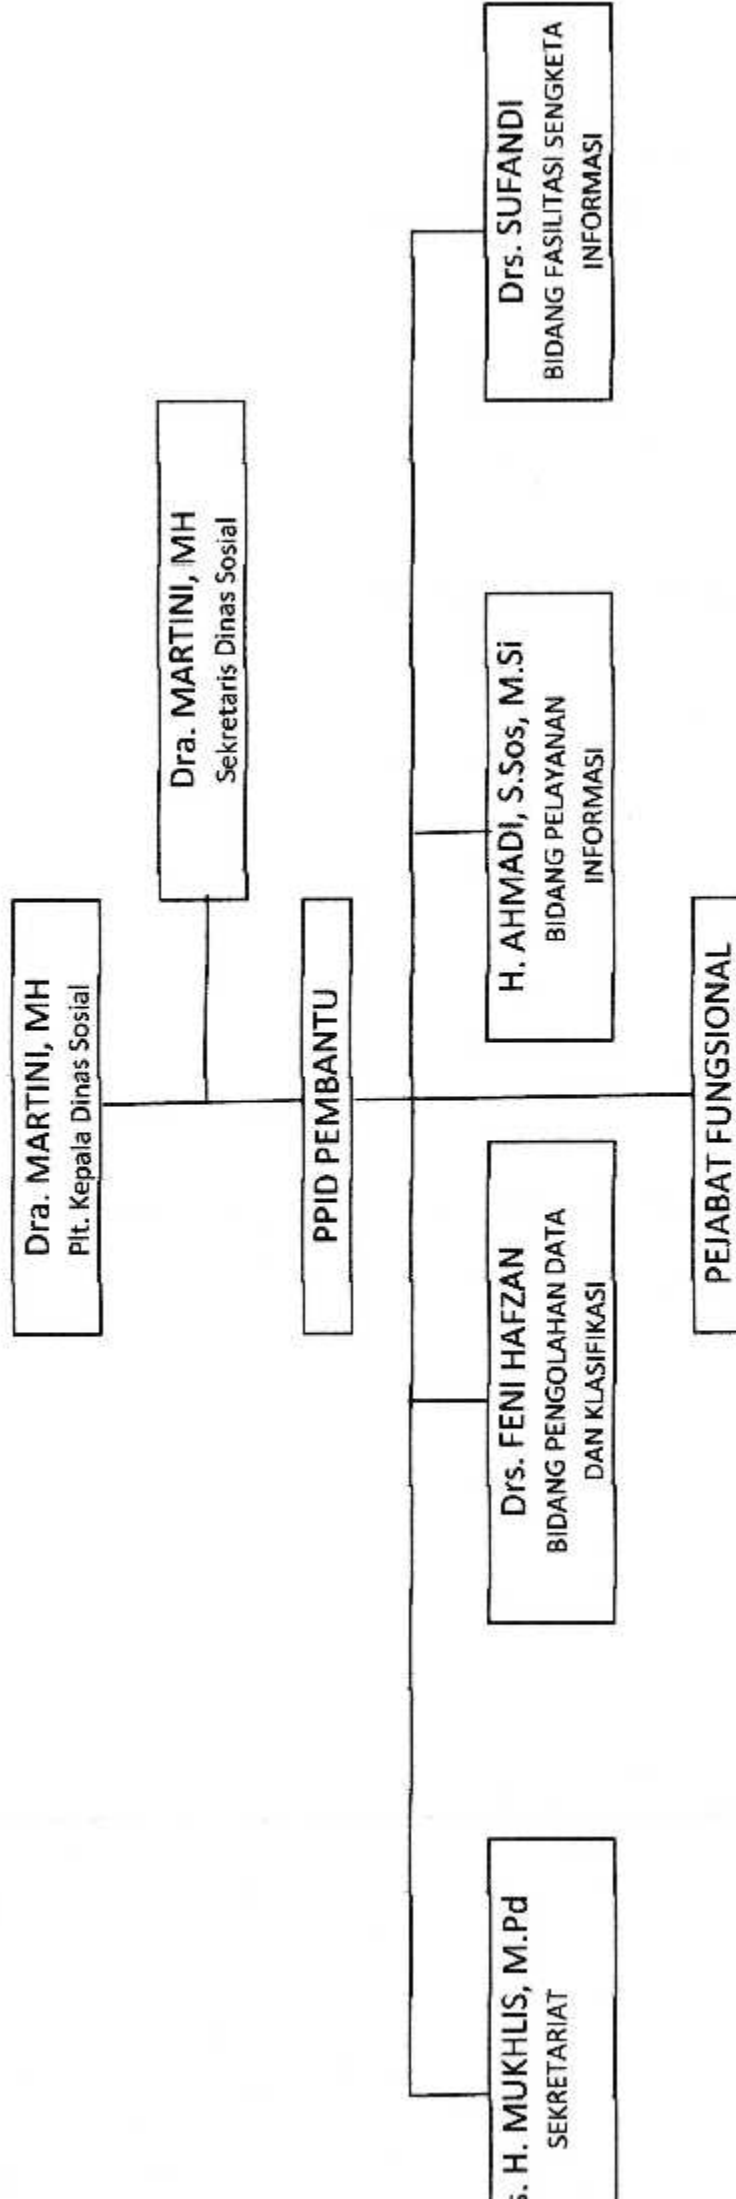 Dra. MARTINI, MH
Plt. Kepala Dinas Sosial
Dra. MARTINI, MH
Sekretaris Dinas Sosial
PPID PEMBANTU
s. H. MUKHLIS, M.Pd
SEKRETARIAT
Drs. FENI HAFZAN
BIDANG PENGOLAHAN DATA
DAN KLASIFIKASI
H. AHMADI, S.Sos, M.Si
BIDANG PELAYANAN
INFORMASI
Drs. SUFANDI
BIDANG FASILITASI SENGKETA
INFORMASI
PEJABAT FUNGSIONAL